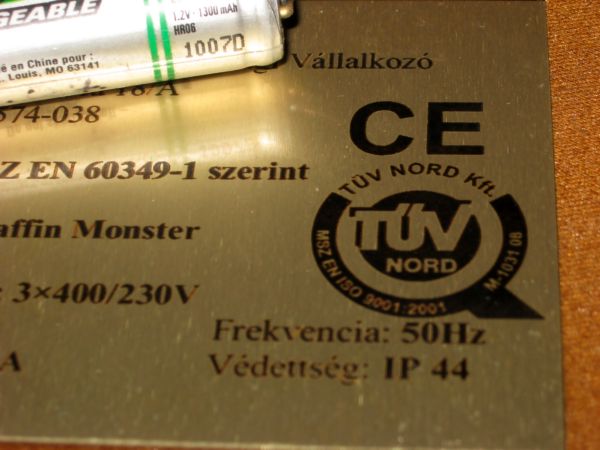 GEABLE
1.2V · 1300 mAh
HR06
1007D
é en Chine pour :
. Louis, MO 63141
Vállalkozó
18/A
574-038
CE
Z EN 60349-1 szerint
TÜV NORD Kft.
TÜV
NORD
MSZ EN ISO 9001:2001
M-1031 08
affin Monster
: 3×400/230V
Frekvencia: 50Hz
A
Védettség: IP 44